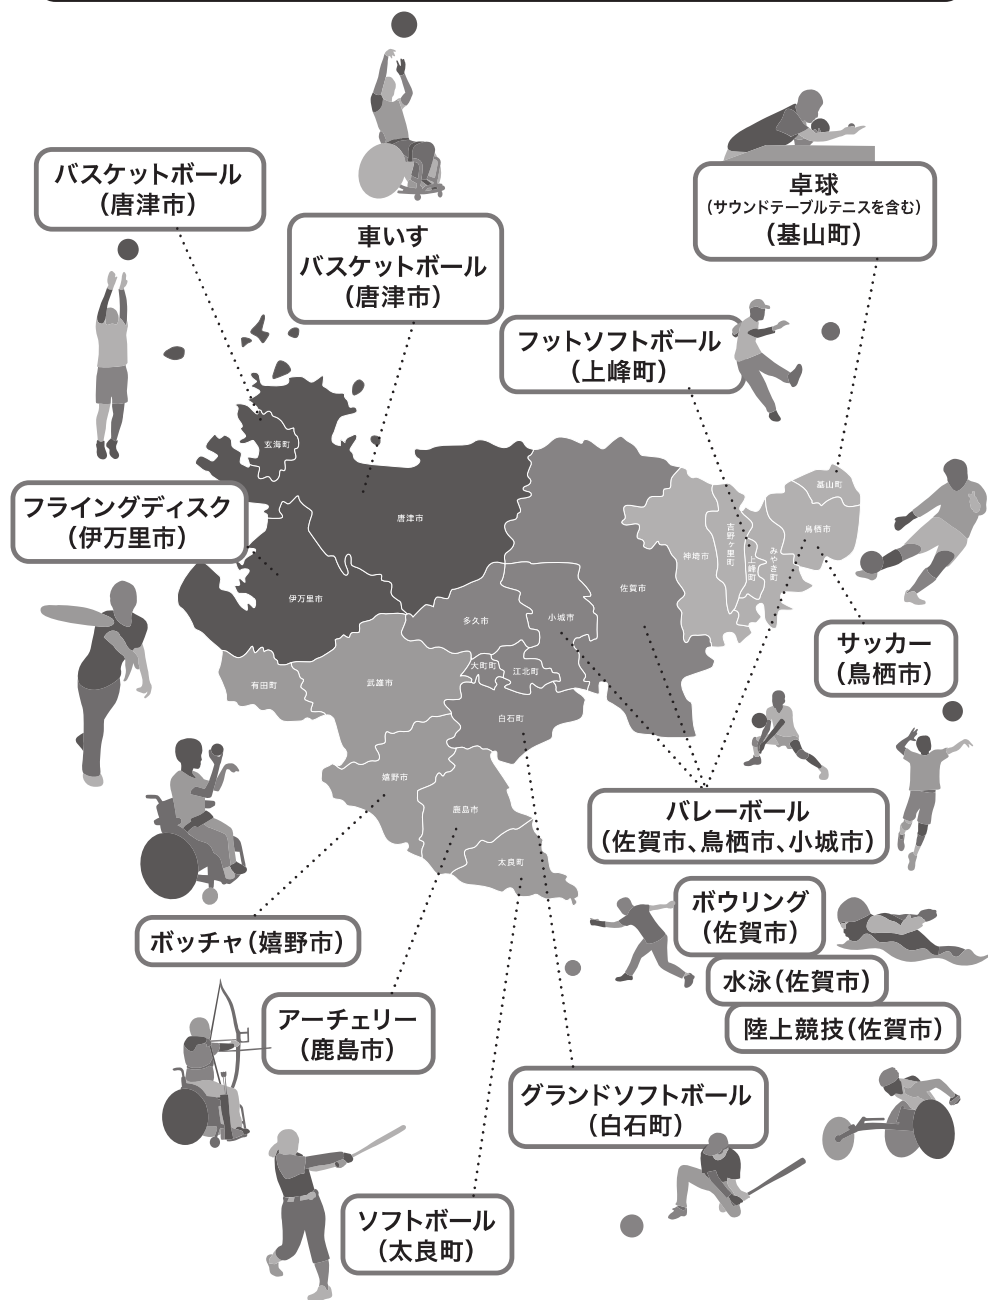 バスケットボール
（唐津市）
車いす
バスケットボール
（唐津市）
卓球
（サウンドテーブルテニスを含む）
（基山町）
フットソフトボール
（上峰町）
フライングディスク
（伊万里市）
サッカー
（鳥栖市）
玄海町
唐津市
伊万里市
有田町
武雄市
多久市
小城市
佐賀市
大町町
江北町
白石町
嬉野市
鹿島市
太良町
神埼市
吉野ヶ里町
上峰町
みやき町
鳥栖市
基山町
バレーボール
（佐賀市、鳥栖市、小城市）
ボウリング
（佐賀市）
水泳（佐賀市）
陸上競技（佐賀市）
ボッチャ（嬉野市）
アーチェリー
（鹿島市）
グランドソフトボール
（白石町）
ソフトボール
（太良町）